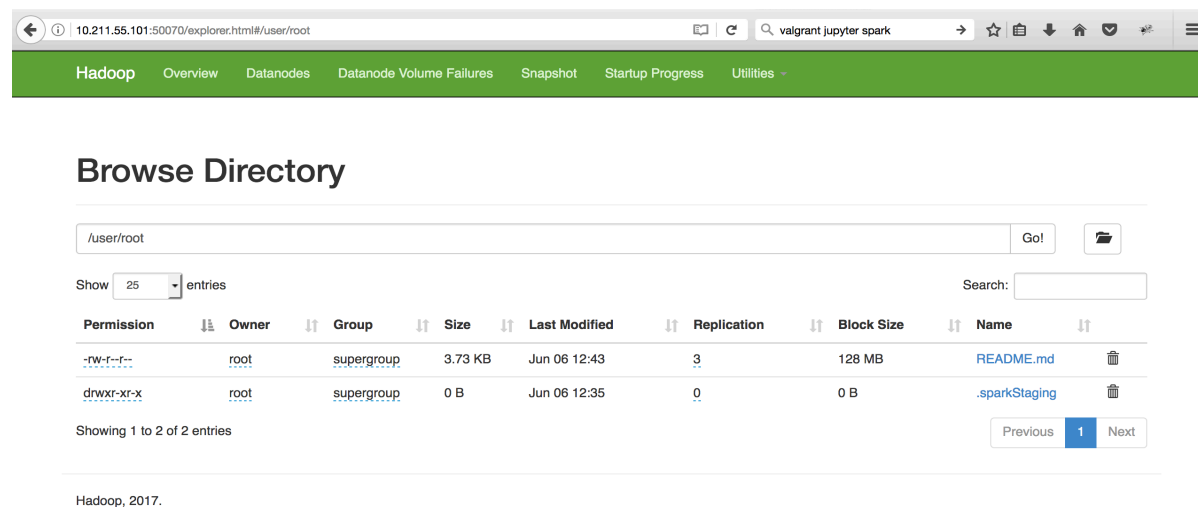 10.211.55.101:50070/explorer.html#/user/root valgrant jupyter spark
Hadoop Overview Datanodes Datanode Volume Failures Snapshot Startup Progress Utilities
Browse Directory
/user/root Go!
Show 25 entries Search:
Permission Owner Group Size Last Modified Replication Block Size Name
-rw-r--r-- root supergroup 3.73 KB Jun 06 12:43 3 128 MB README.md
drwxr-xr-x root supergroup 0 B Jun 06 12:35 0 0 B .sparkStaging
Showing 1 to 2 of 2 entries Previous 1 Next
Hadoop, 2017.